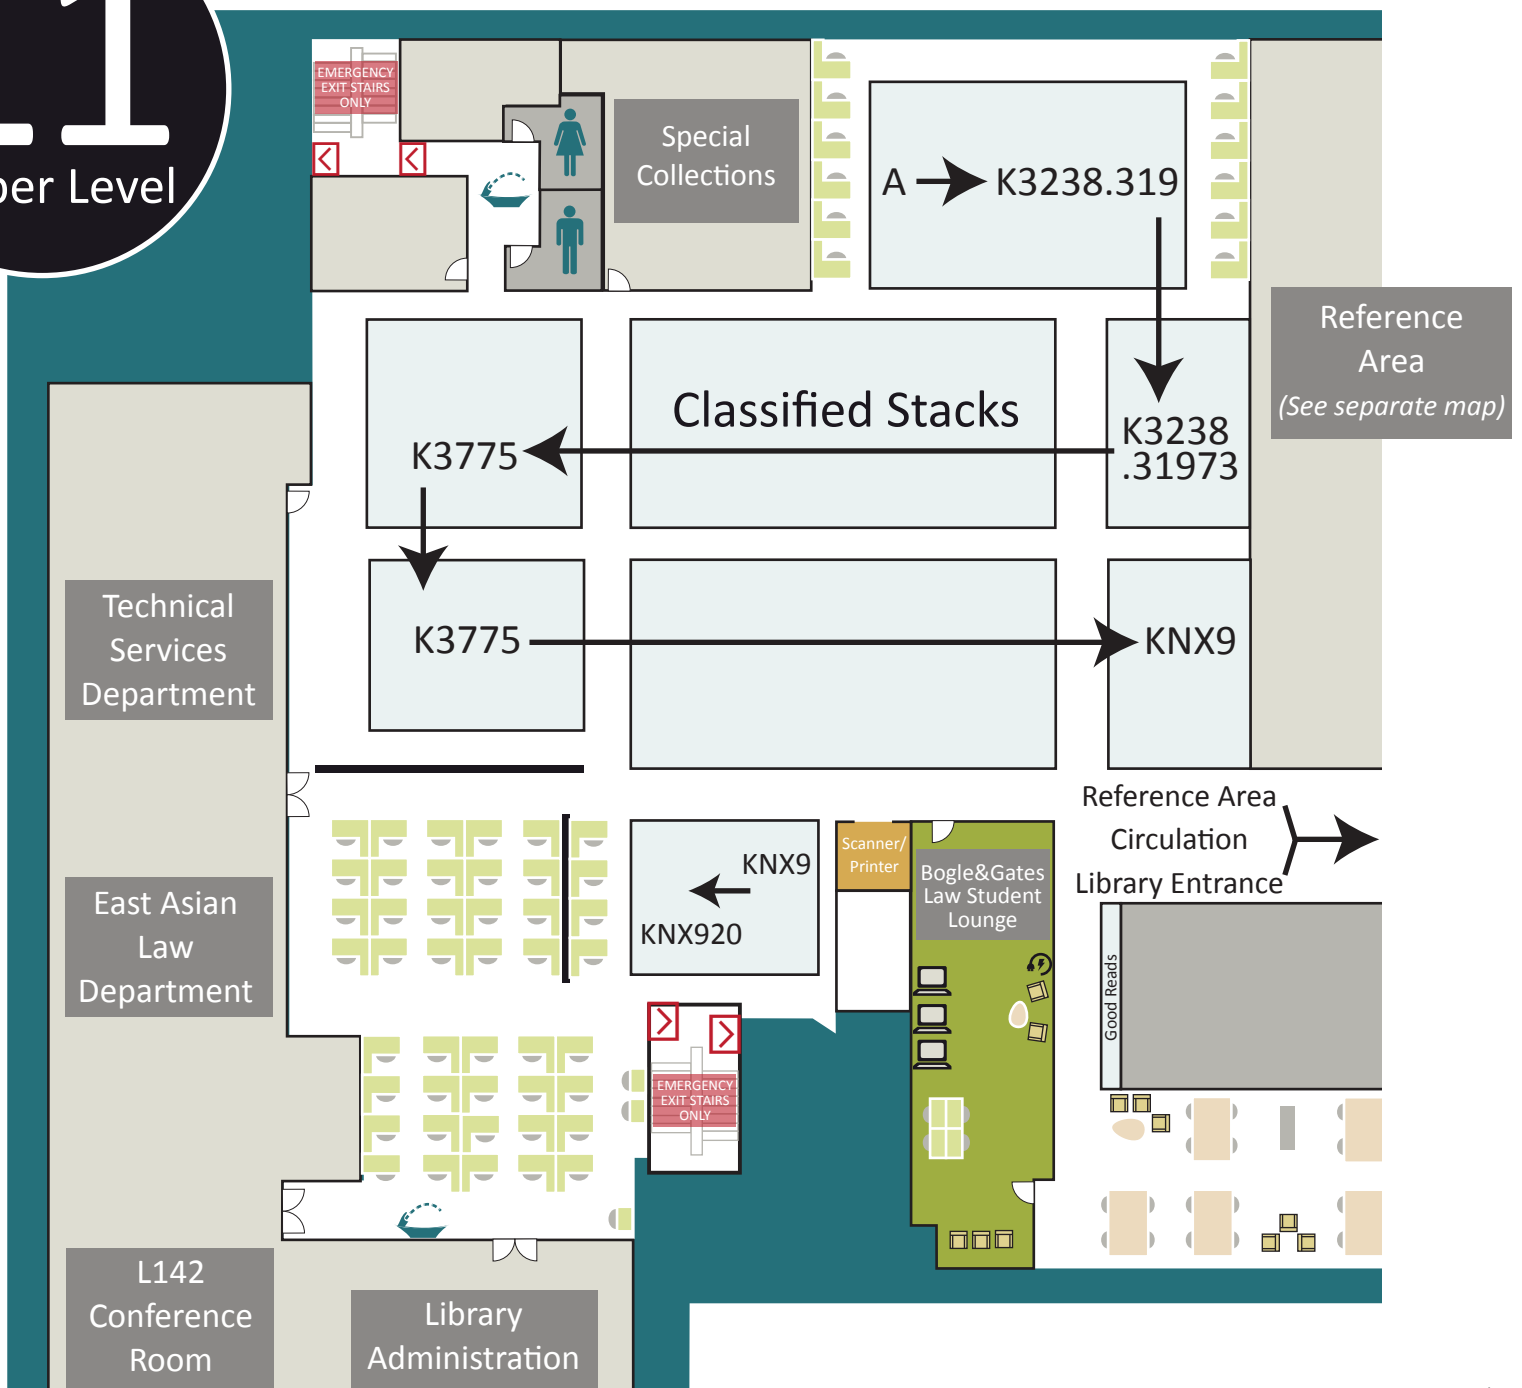 L1
per Level
EMERGENCY
EXIT STAIRS
ONLY
Special
Collections
A
K3238.319
Reference
Area
(See separate map)
Classified Stacks
K3775
K3238
.31973
Technical
Services
Department
K3775
KNX9
Reference Area
Circulation
Library Entrance
East Asian
Law
Department
KNX9
KNX920
Scanner/
Printer
Bogle&Gates
Law Student
Lounge
Good Reads
EMERGENCY
EXIT STAIRS
ONLY
L142
Conference
Room
Library
Administration